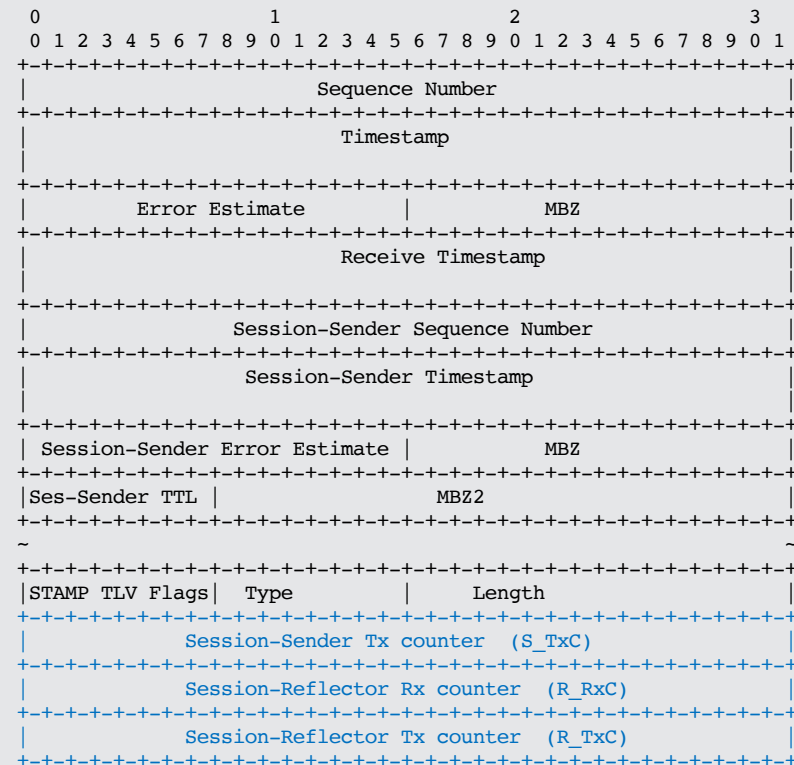 0                   1                   2                   3
 0 1 2 3 4 5 6 7 8 9 0 1 2 3 4 5 6 7 8 9 0 1 2 3 4 5 6 7 8 9 0 1
+-+-+-+-+-+-+-+-+-+-+-+-+-+-+-+-+-+-+-+-+-+-+-+-+-+-+-+-+-+-+-+-+
|                        Sequence Number                        |
+-+-+-+-+-+-+-+-+-+-+-+-+-+-+-+-+-+-+-+-+-+-+-+-+-+-+-+-+-+-+-+-+
|                          Timestamp                            |
|                                                               |
+-+-+-+-+-+-+-+-+-+-+-+-+-+-+-+-+-+-+-+-+-+-+-+-+-+-+-+-+-+-+-+-+
|         Error Estimate        |           MBZ                 |
+-+-+-+-+-+-+-+-+-+-+-+-+-+-+-+-+-+-+-+-+-+-+-+-+-+-+-+-+-+-+-+-+
|                          Receive Timestamp                    |
|                                                               |
+-+-+-+-+-+-+-+-+-+-+-+-+-+-+-+-+-+-+-+-+-+-+-+-+-+-+-+-+-+-+-+-+
|                 Session-Sender Sequence Number                |
+-+-+-+-+-+-+-+-+-+-+-+-+-+-+-+-+-+-+-+-+-+-+-+-+-+-+-+-+-+-+-+-+
|                  Session-Sender Timestamp                     |
|                                                               |
+-+-+-+-+-+-+-+-+-+-+-+-+-+-+-+-+-+-+-+-+-+-+-+-+-+-+-+-+-+-+-+-+
| Session-Sender Error Estimate |           MBZ                 |
+-+-+-+-+-+-+-+-+-+-+-+-+-+-+-+-+-+-+-+-+-+-+-+-+-+-+-+-+-+-+-+-+
|Ses-Sender TTL |                  MBZ2                         |
+-+-+-+-+-+-+-+-+-+-+-+-+-+-+-+-+-+-+-+-+-+-+-+-+-+-+-+-+-+-+-+-+
~                                                               ~
+-+-+-+-+-+-+-+-+-+-+-+-+-+-+-+-+-+-+-+-+-+-+-+-+-+-+-+-+-+-+-+-+
|STAMP TLV Flags|  Type         |     Length                    |
+-+-+-+-+-+-+-+-+-+-+-+-+-+-+-+-+-+-+-+-+-+-+-+-+-+-+-+-+-+-+-+-+
|             Session-Sender Tx counter  (S_TxC)                |
+-+-+-+-+-+-+-+-+-+-+-+-+-+-+-+-+-+-+-+-+-+-+-+-+-+-+-+-+-+-+-+-+
|             Session-Reflector Rx counter  (R_RxC)             |
+-+-+-+-+-+-+-+-+-+-+-+-+-+-+-+-+-+-+-+-+-+-+-+-+-+-+-+-+-+-+-+-+
|             Session-Reflector Tx counter  (R_TxC)             |
+-+-+-+-+-+-+-+-+-+-+-+-+-+-+-+-+-+-+-+-+-+-+-+-+-+-+-+-+-+-+-+-+